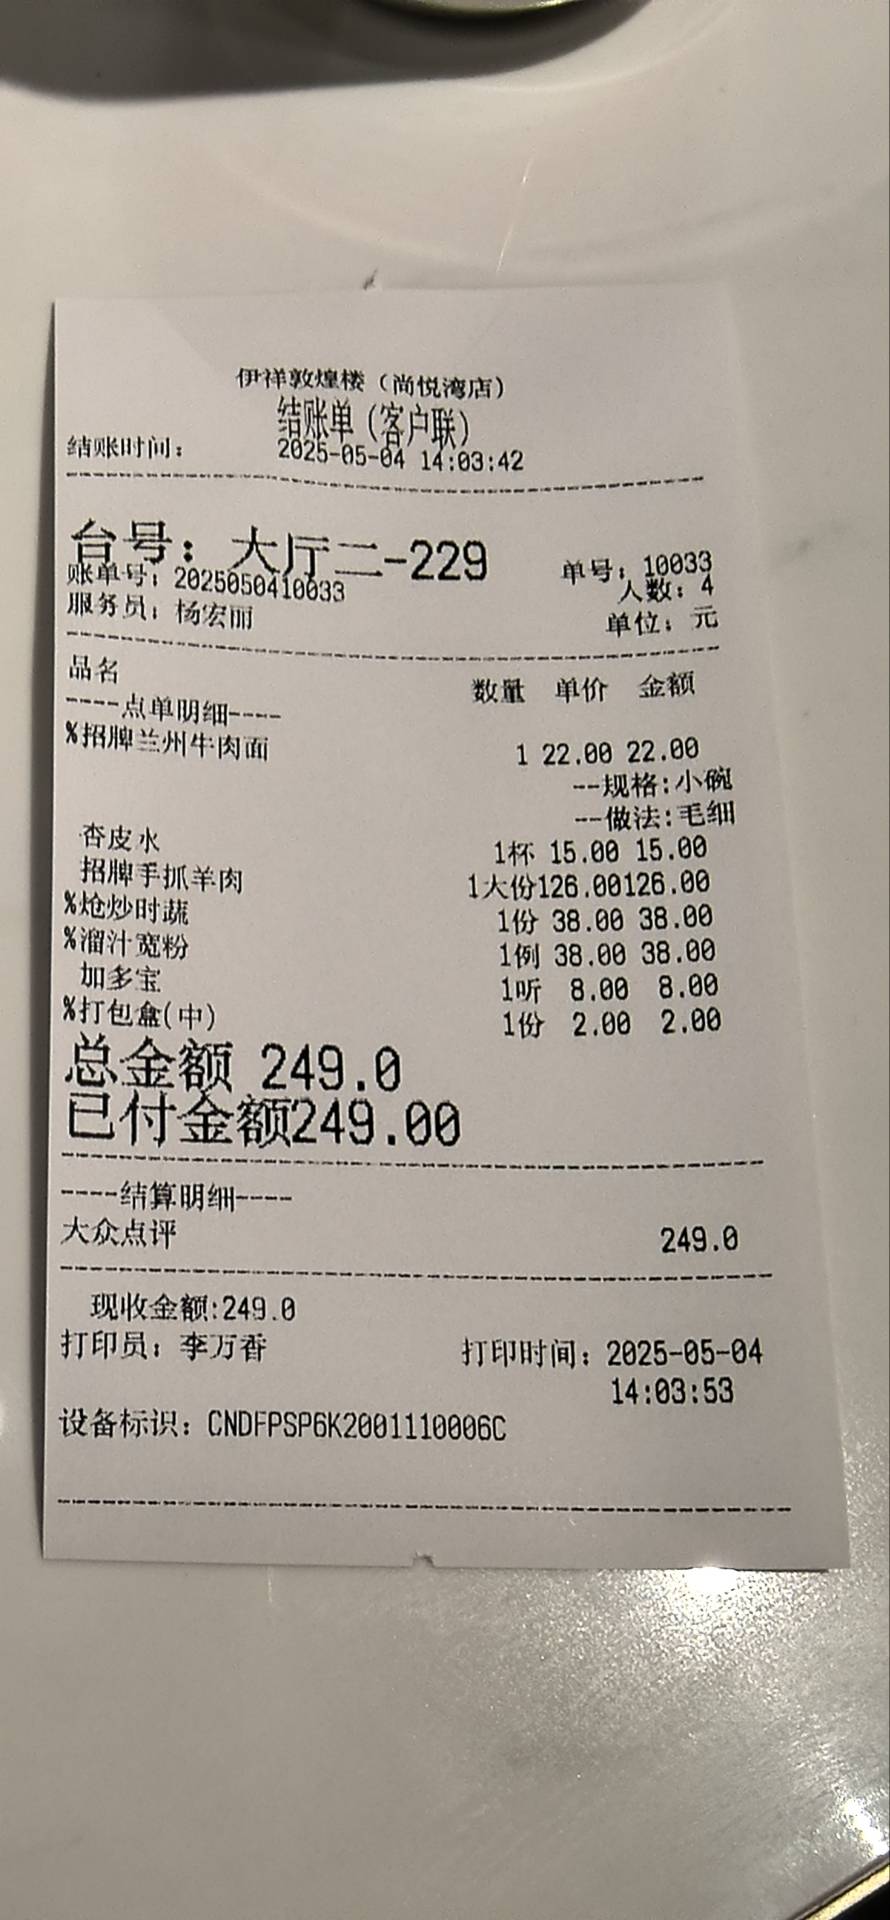 伊祥敦煌楼（尚悦湾店）
结账单（客户联）
结账时间： 2025-05-04 14:03:42
台号：大厅二-229 单号：10033
账单号：2025050410033 人数：4
服务员：杨宏丽 单位：元
品名 数量 单价 金额
----点单明细----
%招牌兰州牛肉面 1 22.00 22.00
--规格:小碗
--做法:毛细
杏皮水 1杯 15.00 15.00
招牌手抓羊肉 1大份126.00126.00
%炝炒时蔬 1份 38.00 38.00
%溜汁宽粉 1例 38.00 38.00
加多宝 1听 8.00 8.00
%打包盒(中) 1份 2.00 2.00
总金额 249.0
已付金额249.00
----结算明细----
大众点评 249.0
现收金额:249.0
打印员：李万香 打印时间：2025-05-04
14:03:53
设备标识：CNDFPSP6K2001110006C